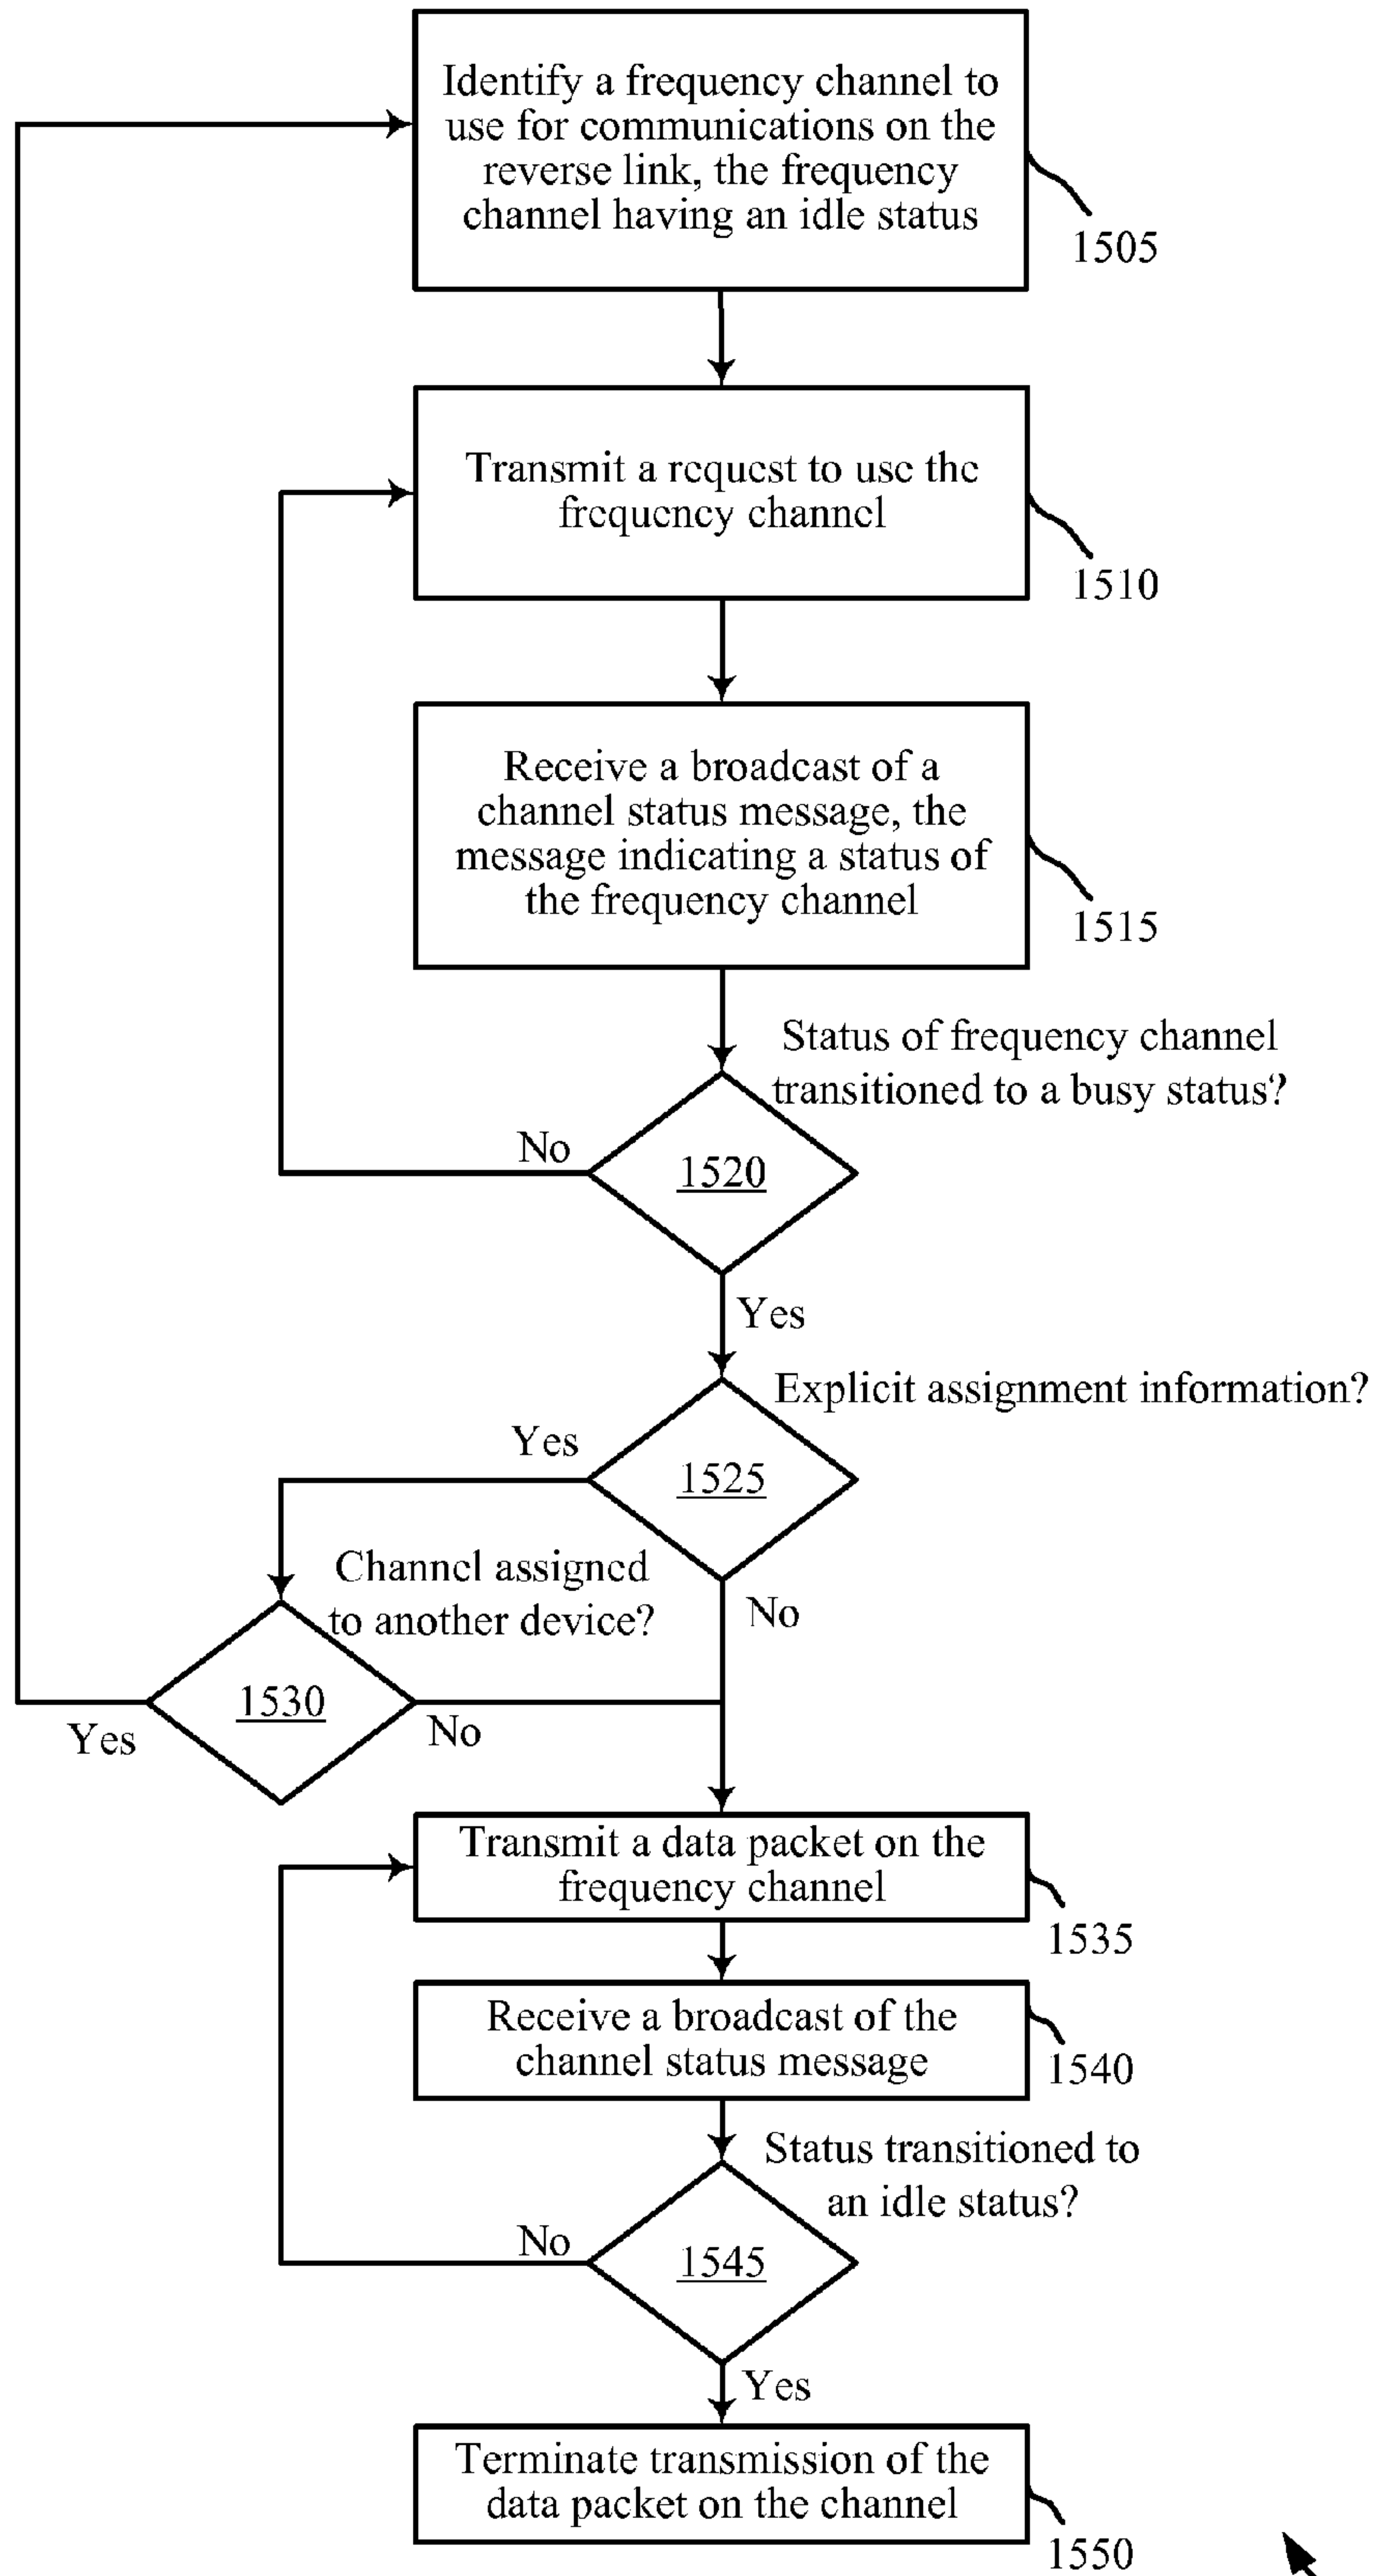 Identify a frequency channel to
use for communications on the
reverse link, the frequency
channel having an idle status
1505
Transmit a request to use the
frequency channel
1510
Receive a broadcast of a
channel status message, the
message indicating a status of
the frequency channel
1515
Status of frequency channel
transitioned to a busy status?
No
1520
Yes
Explicit assignment information?
Yes
1525
Channel assigned
to another device?
No
1530
Yes
No
Transmit a data packet on the
frequency channel
1535
Receive a broadcast of the
channel status message
1540
Status transitioned to
an idle status?
No
1545
Yes
Terminate transmission of the
data packet on the channel
1550